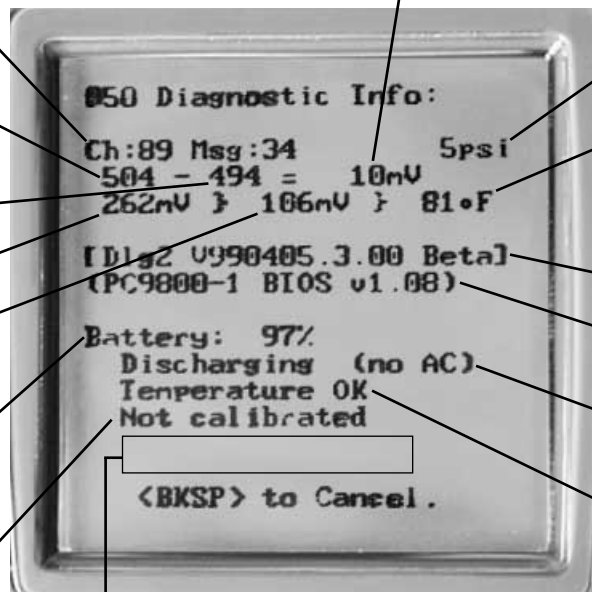 050 Diagnostic Info:
Ch:89 Msg:34 5psi
504 - 494 = 10mV
262mV } 106mV } 81°F
[Dlg2 V990405.3.00 Beta]
(PC9800-1 BIOS v1.08)
Battery: 97%
Discharging (no AC)
Temperature OK
Not calibrated
<BKSP> to Cancel.